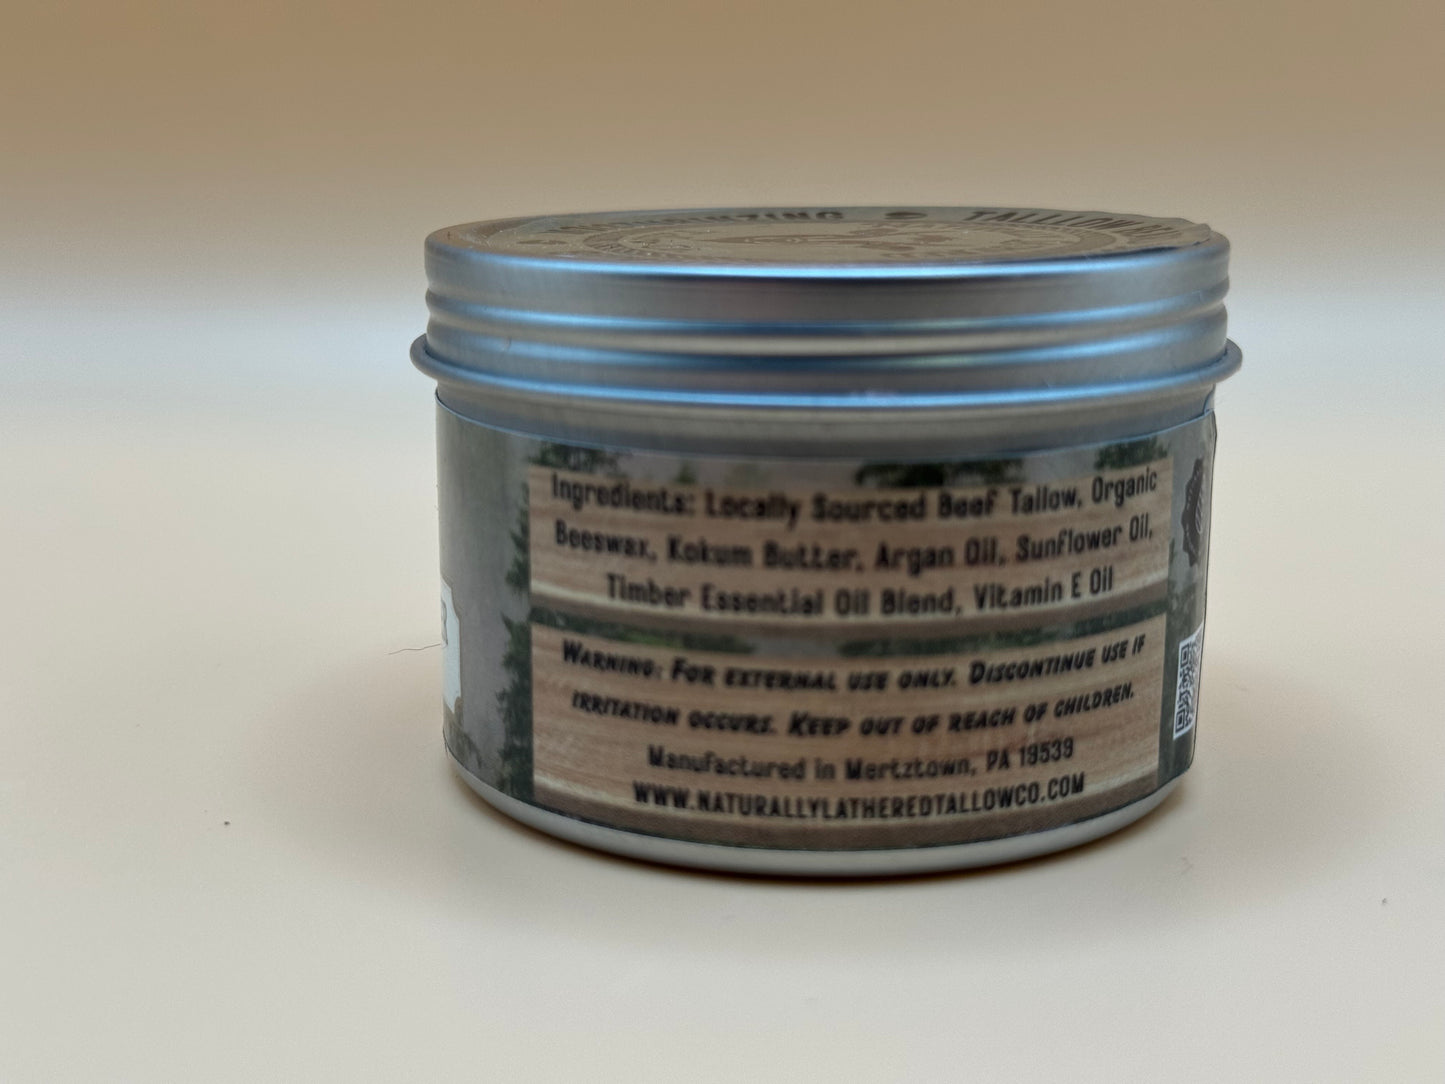 TALLLOW
Ingredients: Locally Sourced Beef Tallow, Organic
Beeswax, Kokum Butter, Argan Oil, Sunflower Oil,
Timber Essential Oil Blend, Vitamin E Oil
WARNING: FOR EXTERNAL USE ONLY. DISCONTINUE USE IF
IRRITATION OCCURS. KEEP OUT OF REACH OF CHILDREN.
Manufactured in Mertztown, PA 19539
WWW.NATURALLYLATHEREDTALLOWCO.COM